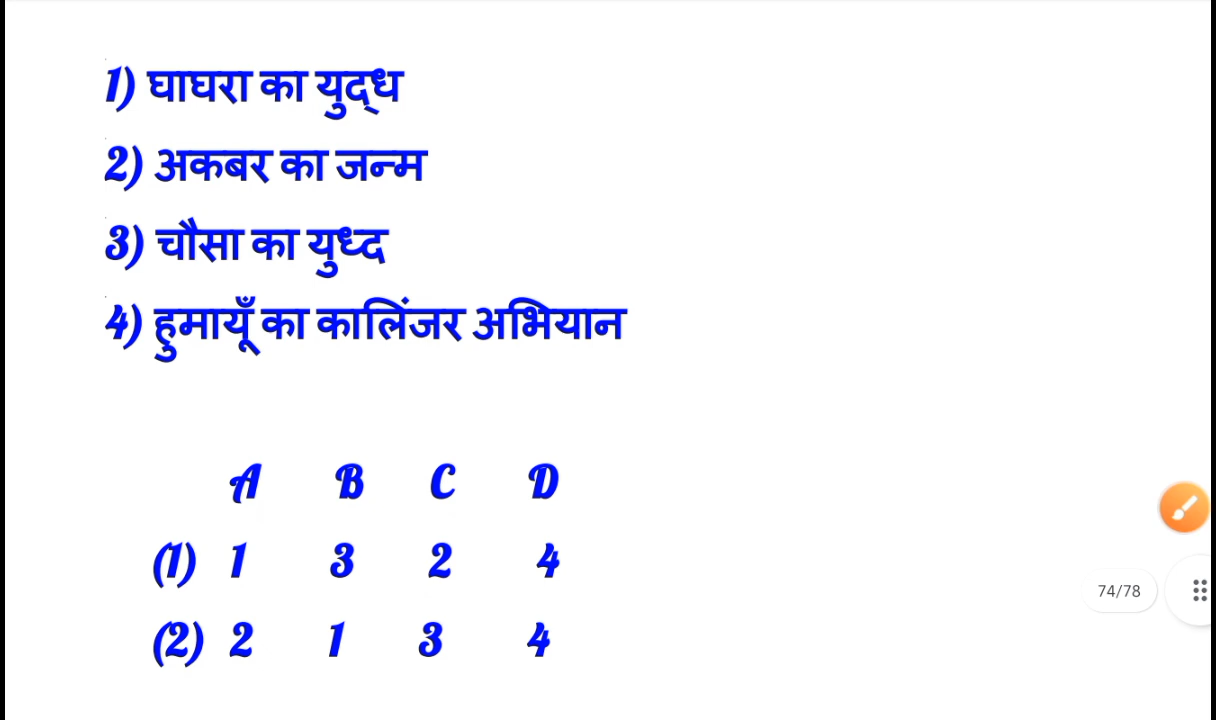 1) घाघरा का युद्ध
2) अकबर का जन्म
3) चौसा का युध्द
4) हुमायूँ का कालिंजर अभियान
A B C D
(1) 1 3 2 4
(2) 2 1 3 4
74/78